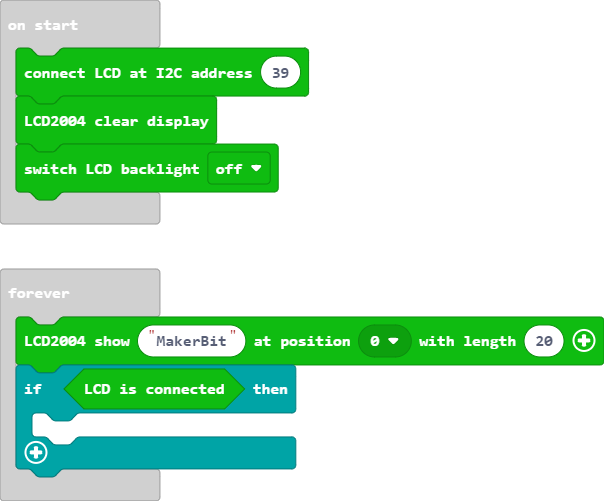 on start
connect LCD at I2C address 39
LCD2004 clear display
switch LCD backlight off
forever
LCD2004 show "MakerBit" at position 0 with length 20
if LCD is connected then